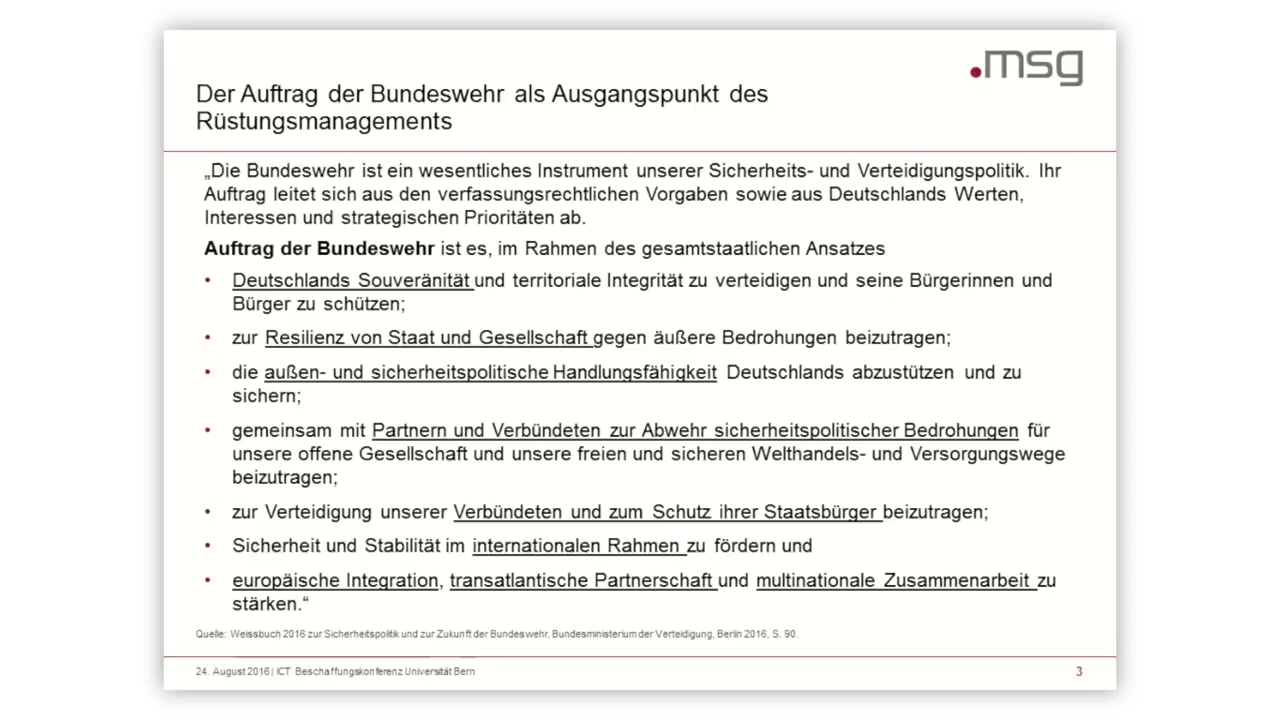 .msg
Der Auftrag der Bundeswehr als Ausgangspunkt des
Rüstungsmanagements
„Die Bundeswehr ist ein wesentliches Instrument unserer Sicherheits- und Verteidigungspolitik. Ihr
Auftrag leitet sich aus den verfassungsrechtlichen Vorgaben sowie aus Deutschlands Werten,
Interessen und strategischen Prioritäten ab.
Auftrag der Bundeswehr ist es, im Rahmen des gesamtstaatlichen Ansatzes
• Deutschlands Souveränität und territoriale Integrität zu verteidigen und seine Bürgerinnen und
Bürger zu schützen;
• zur Resilienz von Staat und Gesellschaft gegen äußere Bedrohungen beizutragen;
• die außen- und sicherheitspolitische Handlungsfähigkeit Deutschlands abzustützen und zu
sichern;
• gemeinsam mit Partnern und Verbündeten zur Abwehr sicherheitspolitischer Bedrohungen für
unsere offene Gesellschaft und unsere freien und sicheren Welthandels- und Versorgungswege
beizutragen;
• zur Verteidigung unserer Verbündeten und zum Schutz ihrer Staatsbürger beizutragen;
• Sicherheit und Stabilität im internationalen Rahmen zu fördern und
• europäische Integration, transatlantische Partnerschaft und multinationale Zusammenarbeit zu
stärken.“
Quelle: Weissbuch 2016 zur Sicherheitspolitik und zur Zukunft der Bundeswehr, Bundesministerium der Verteidigung, Berlin 2016, S. 90.
24. August 2016 | ICT Beschaffungskonferenz Universität Bern
3